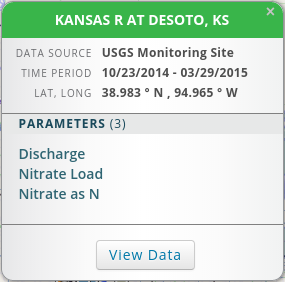 KANSAS R AT DESOTO, KS
×
DATA SOURCE USGS Monitoring Site
TIME PERIOD 10/23/2014 - 03/29/2015
LAT, LONG 38.983 ° N , 94.965 ° W
PARAMETERS (3)
Discharge
Nitrate Load
Nitrate as N
View Data